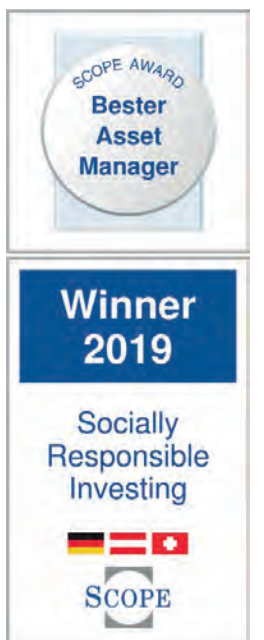 SCOPE AWARD
Bester
Asset
Manager
Winner
2019
Socially
Responsible
Investing
SCOPE